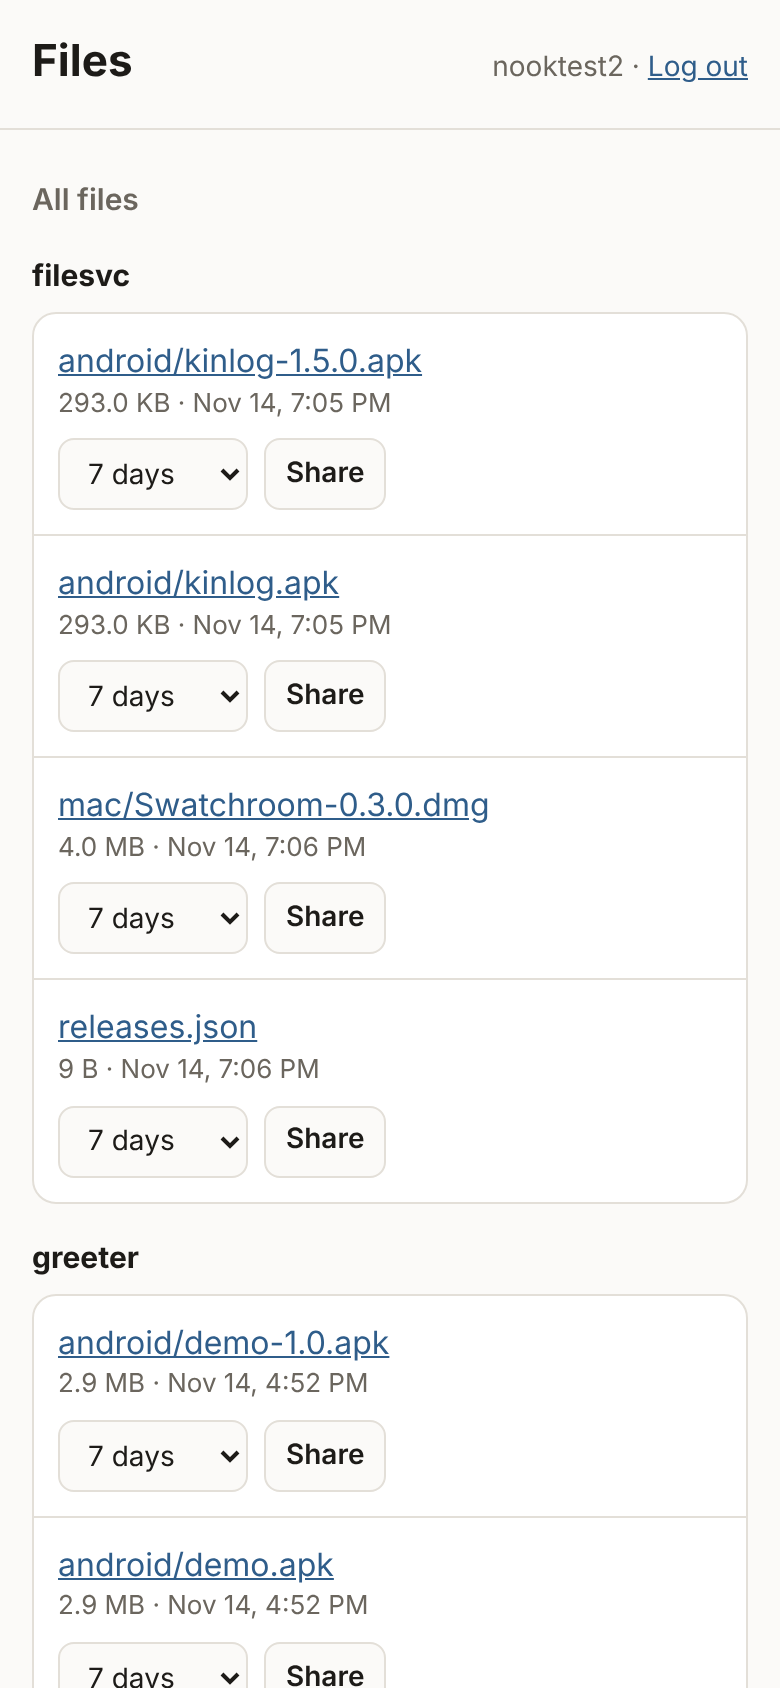 Files
nooktest2 · Log out
All files
filesvc
android/kinlog-1.5.0.apk
293.0 KB · Nov 14, 7:05 PM
7 days Share
android/kinlog.apk
293.0 KB · Nov 14, 7:05 PM
7 days Share
mac/Swatchroom-0.3.0.dmg
4.0 MB · Nov 14, 7:06 PM
7 days Share
releases.json
9 B · Nov 14, 7:06 PM
7 days Share
greeter
android/demo-1.0.apk
2.9 MB · Nov 14, 4:52 PM
7 days Share
android/demo.apk
2.9 MB · Nov 14, 4:52 PM
7 days Share